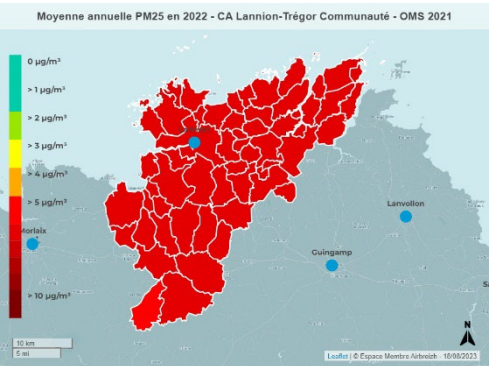 Moyenne annuelle PM25 en 2022 - CA Lannion-Trégor Communauté - OMS 2021
0 µg/m³
> 1 µg/m³
> 2 µg/m³
> 3 µg/m³
> 4 µg/m³
> 5 µg/m³
> 10 µg/m³
Lanvollon
Morlaix
Guingamp
10 km
5 mi
N
Leaflet | © Espace Membre Airbreizh - 18/08/2023